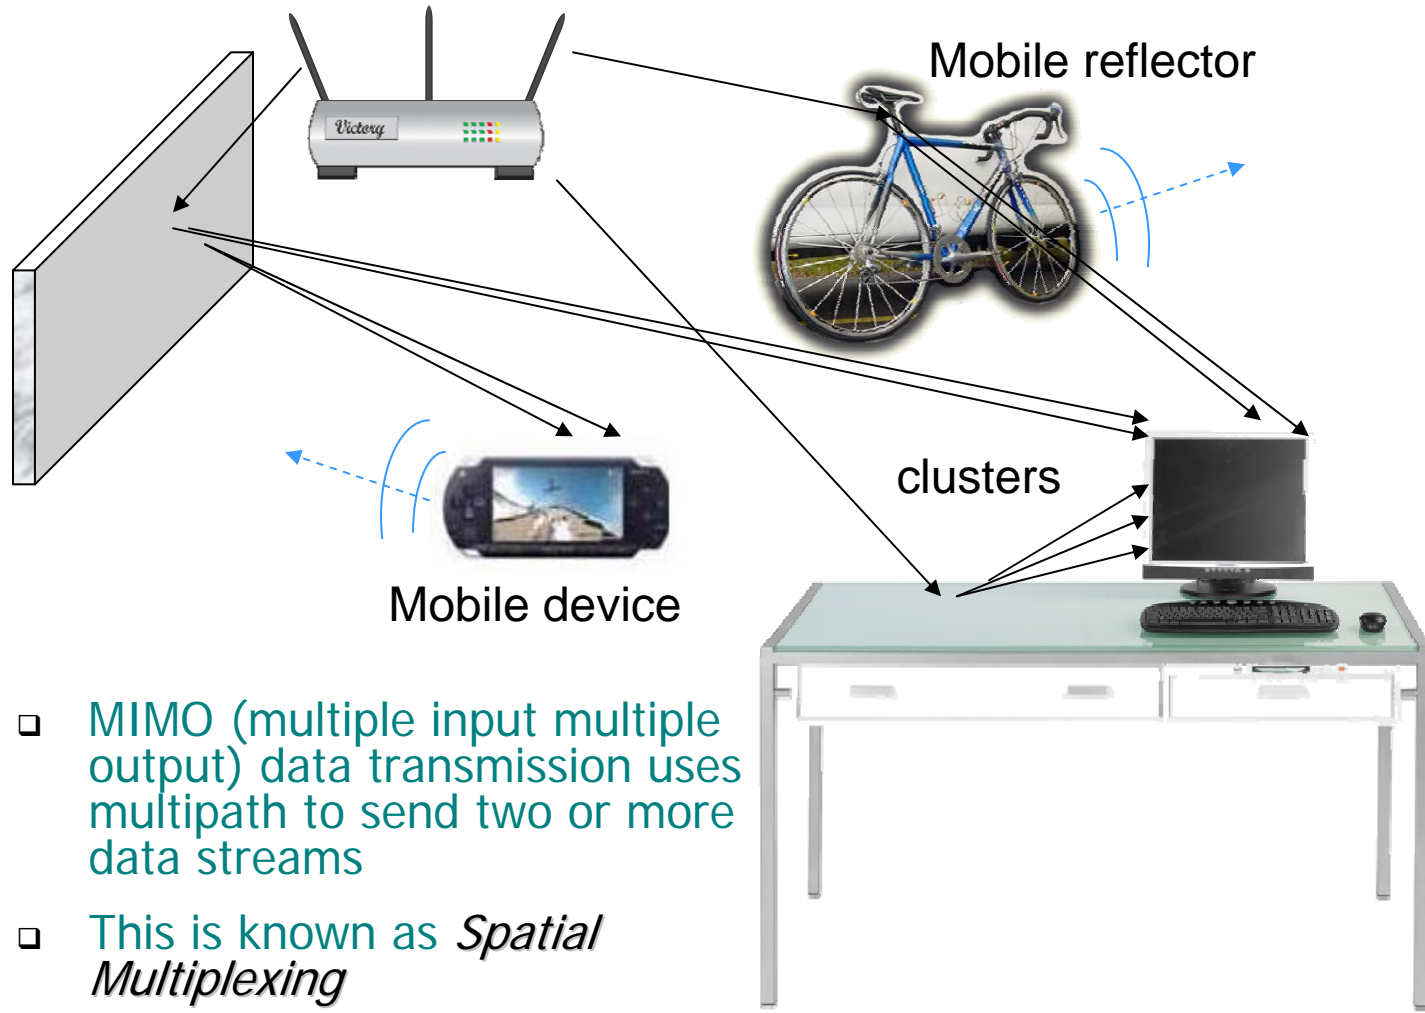 Victory
Mobile reflector
clusters
Mobile device
MIMO (multiple input multiple
output) data transmission uses
multipath to send two or more
data streams
This is known as Spatial
Multiplexing